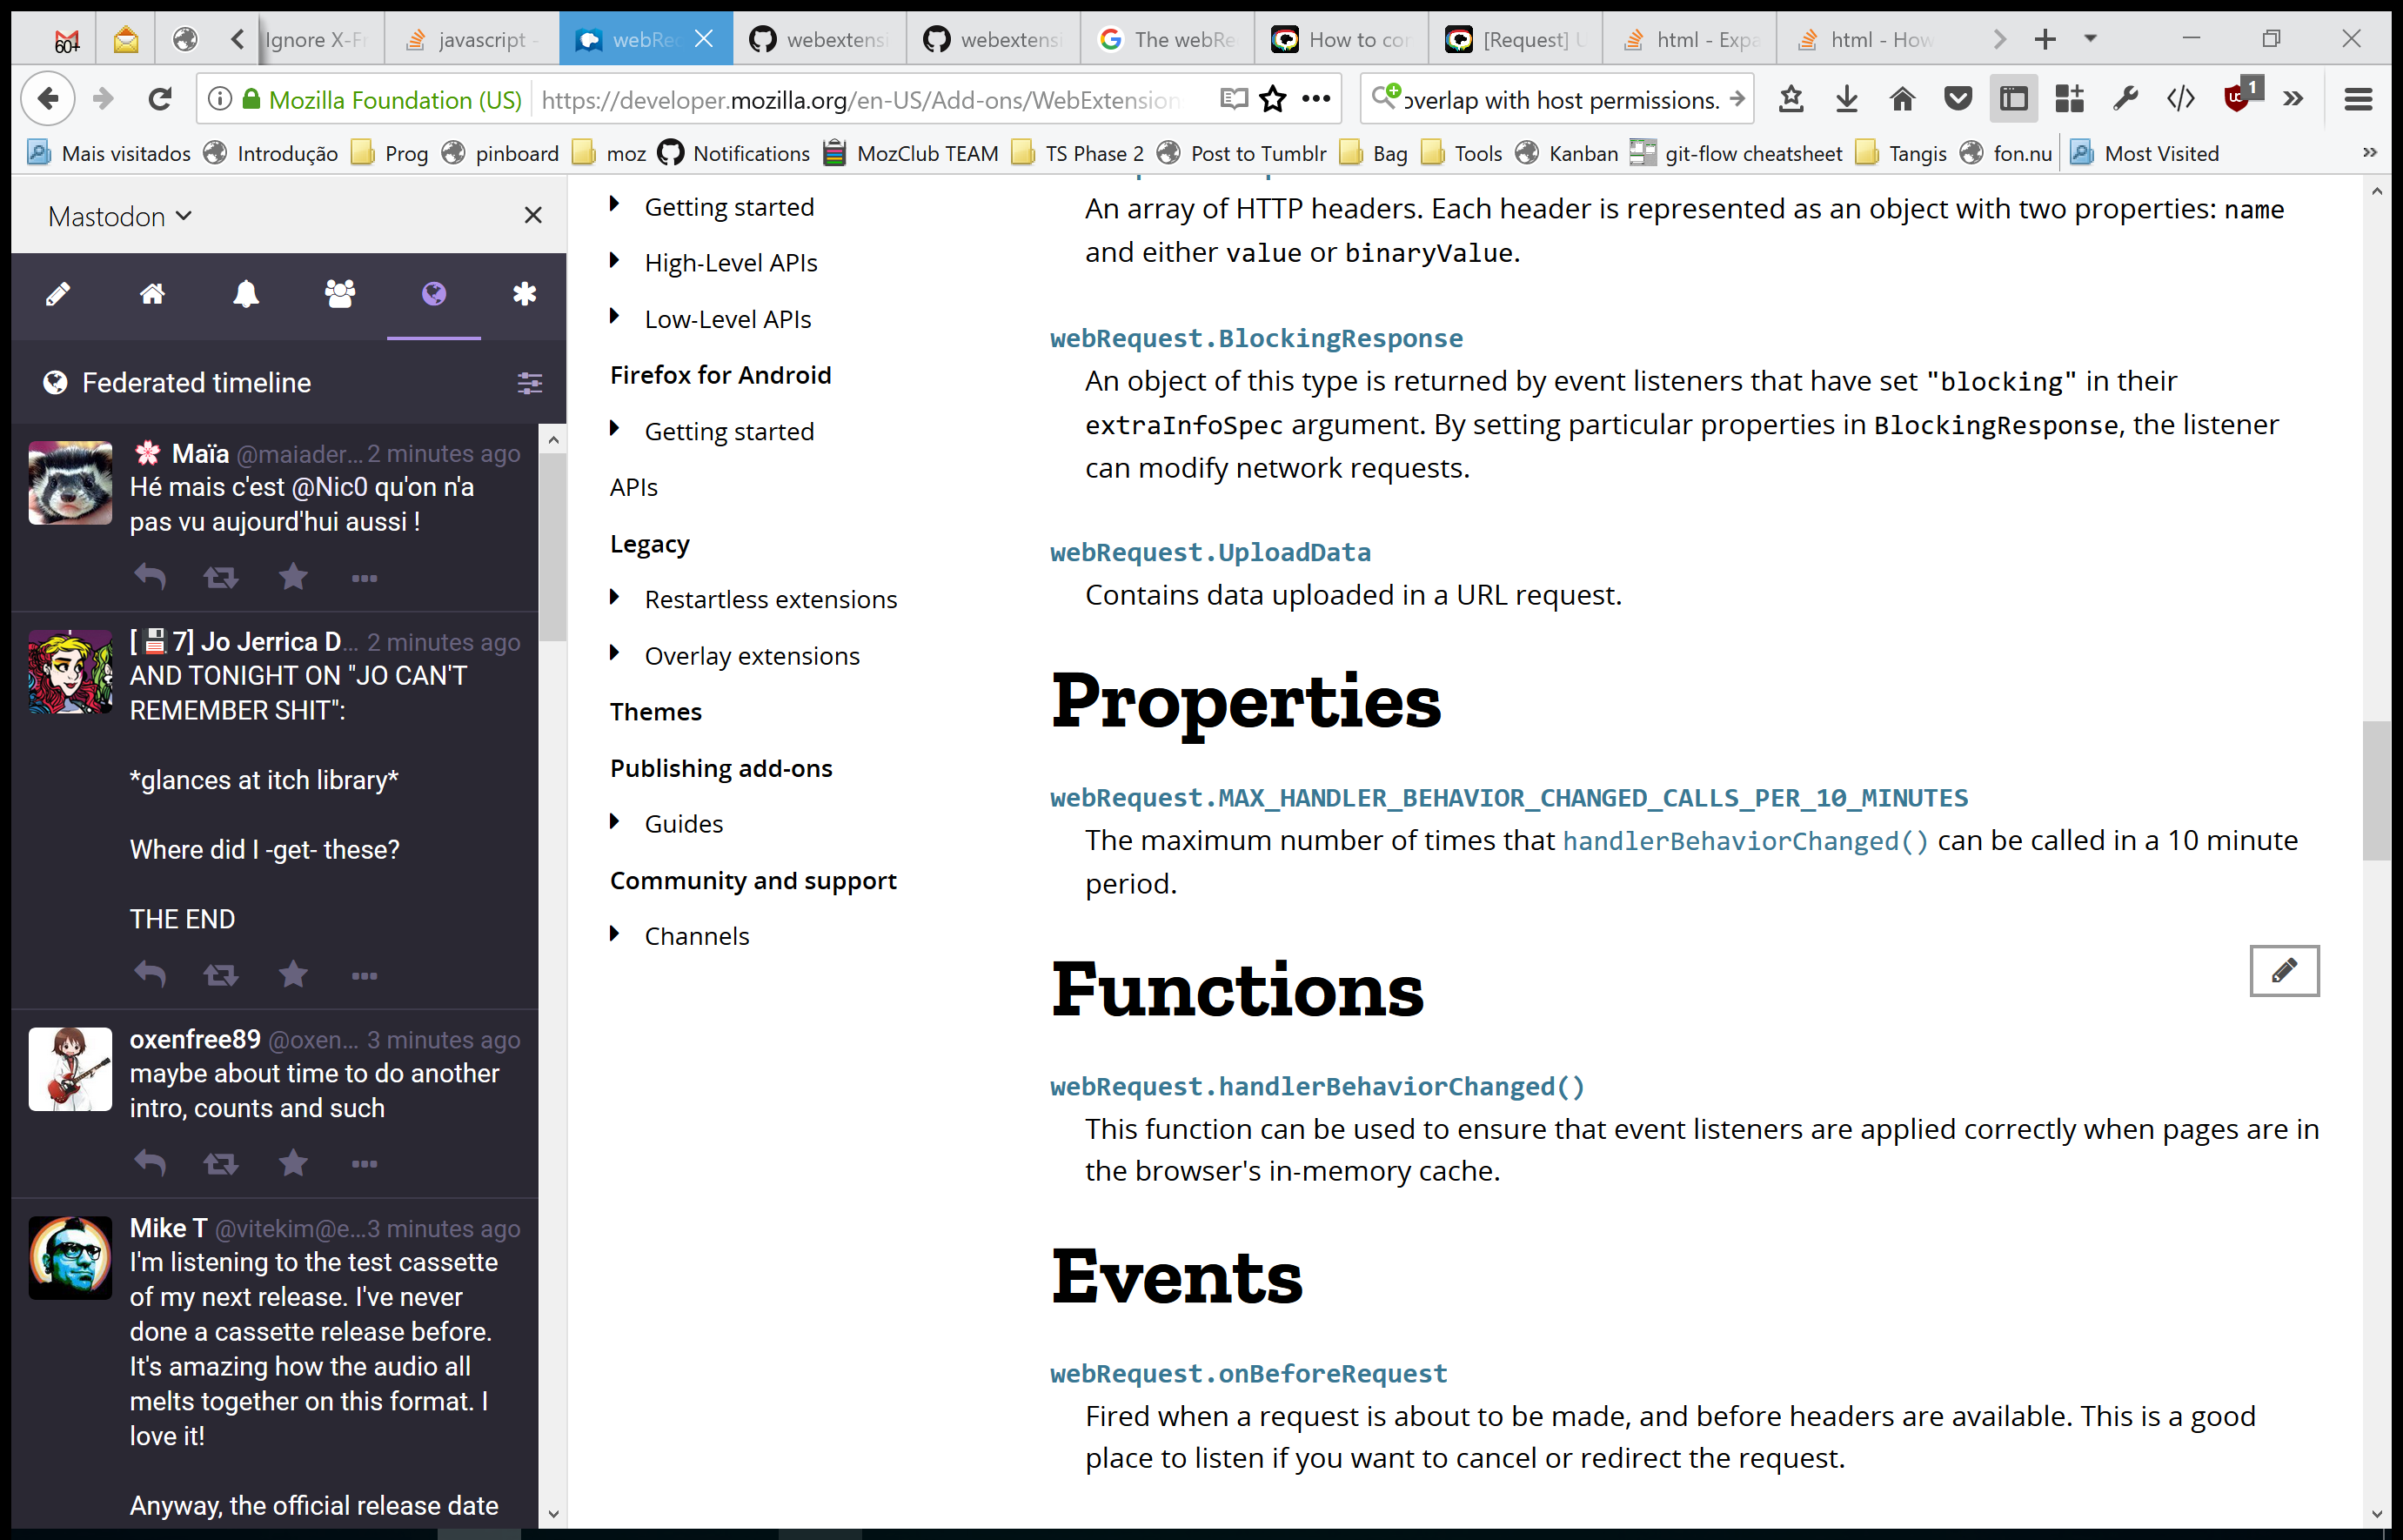 60+
Ignore X-Fr
javascript -
webRec
webextensi
webextensi
The webRe
How to con
[Request] U
html - Expa
html - How
Mozilla Foundation (US)
https://developer.mozilla.org/en-US/Add-ons/WebExtension
overlap with host permissions.
1
Mais visitados
Introdução
Prog
pinboard
moz
Notifications
MozClub TEAM
TS Phase 2
Post to Tumblr
Bag
Tools
Kanban
git-flow cheatsheet
Tangis
fon.nu
Most Visited
Mastodon
Federated timeline
🌸 Maïa @maiader... 2 minutes ago
Hé mais c'est @Nic0 qu'on n'a
pas vu aujourd'hui aussi !
[💾7] Jo Jerrica D... 2 minutes ago
AND TONIGHT ON "JO CAN'T
REMEMBER SHIT":
*glances at itch library*
Where did I -get- these?
THE END
oxenfree89 @oxen... 3 minutes ago
maybe about time to do another
intro, counts and such
Mike T @vitekim@e... 3 minutes ago
I'm listening to the test cassette
of my next release. I've never
done a cassette release before.
It's amazing how the audio all
melts together on this format. I
love it!
Anyway, the official release date
Getting started
High-Level APIs
Low-Level APIs
Firefox for Android
Getting started
APIs
Legacy
Restartless extensions
Overlay extensions
Themes
Publishing add-ons
Guides
Community and support
Channels
An array of HTTP headers. Each header is represented as an object with two properties: name
and either value or binaryValue.
webRequest.BlockingResponse
An object of this type is returned by event listeners that have set "blocking" in their
extraInfoSpec argument. By setting particular properties in BlockingResponse, the listener
can modify network requests.
webRequest.UploadData
Contains data uploaded in a URL request.
Properties
webRequest.MAX_HANDLER_BEHAVIOR_CHANGED_CALLS_PER_10_MINUTES
The maximum number of times that handlerBehaviorChanged() can be called in a 10 minute
period.
Functions
webRequest.handlerBehaviorChanged()
This function can be used to ensure that event listeners are applied correctly when pages are in
the browser's in-memory cache.
Events
webRequest.onBeforeRequest
Fired when a request is about to be made, and before headers are available. This is a good
place to listen if you want to cancel or redirect the request.